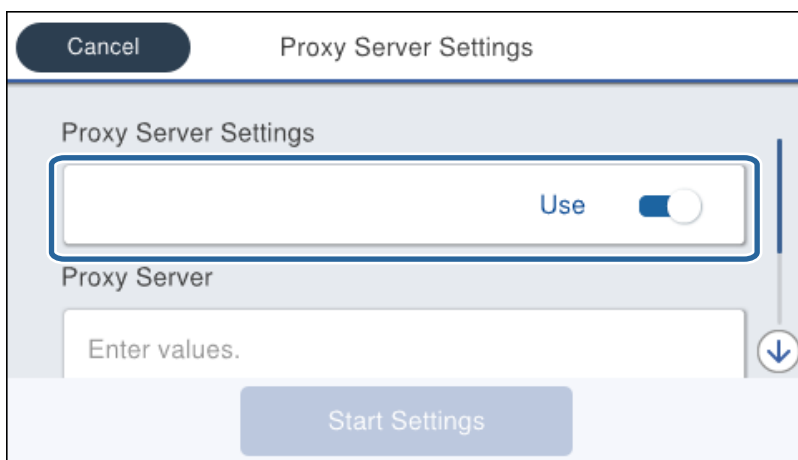 Cancel
Proxy Server Settings
Proxy Server Settings
Use
Proxy Server
Enter values.
Start Settings